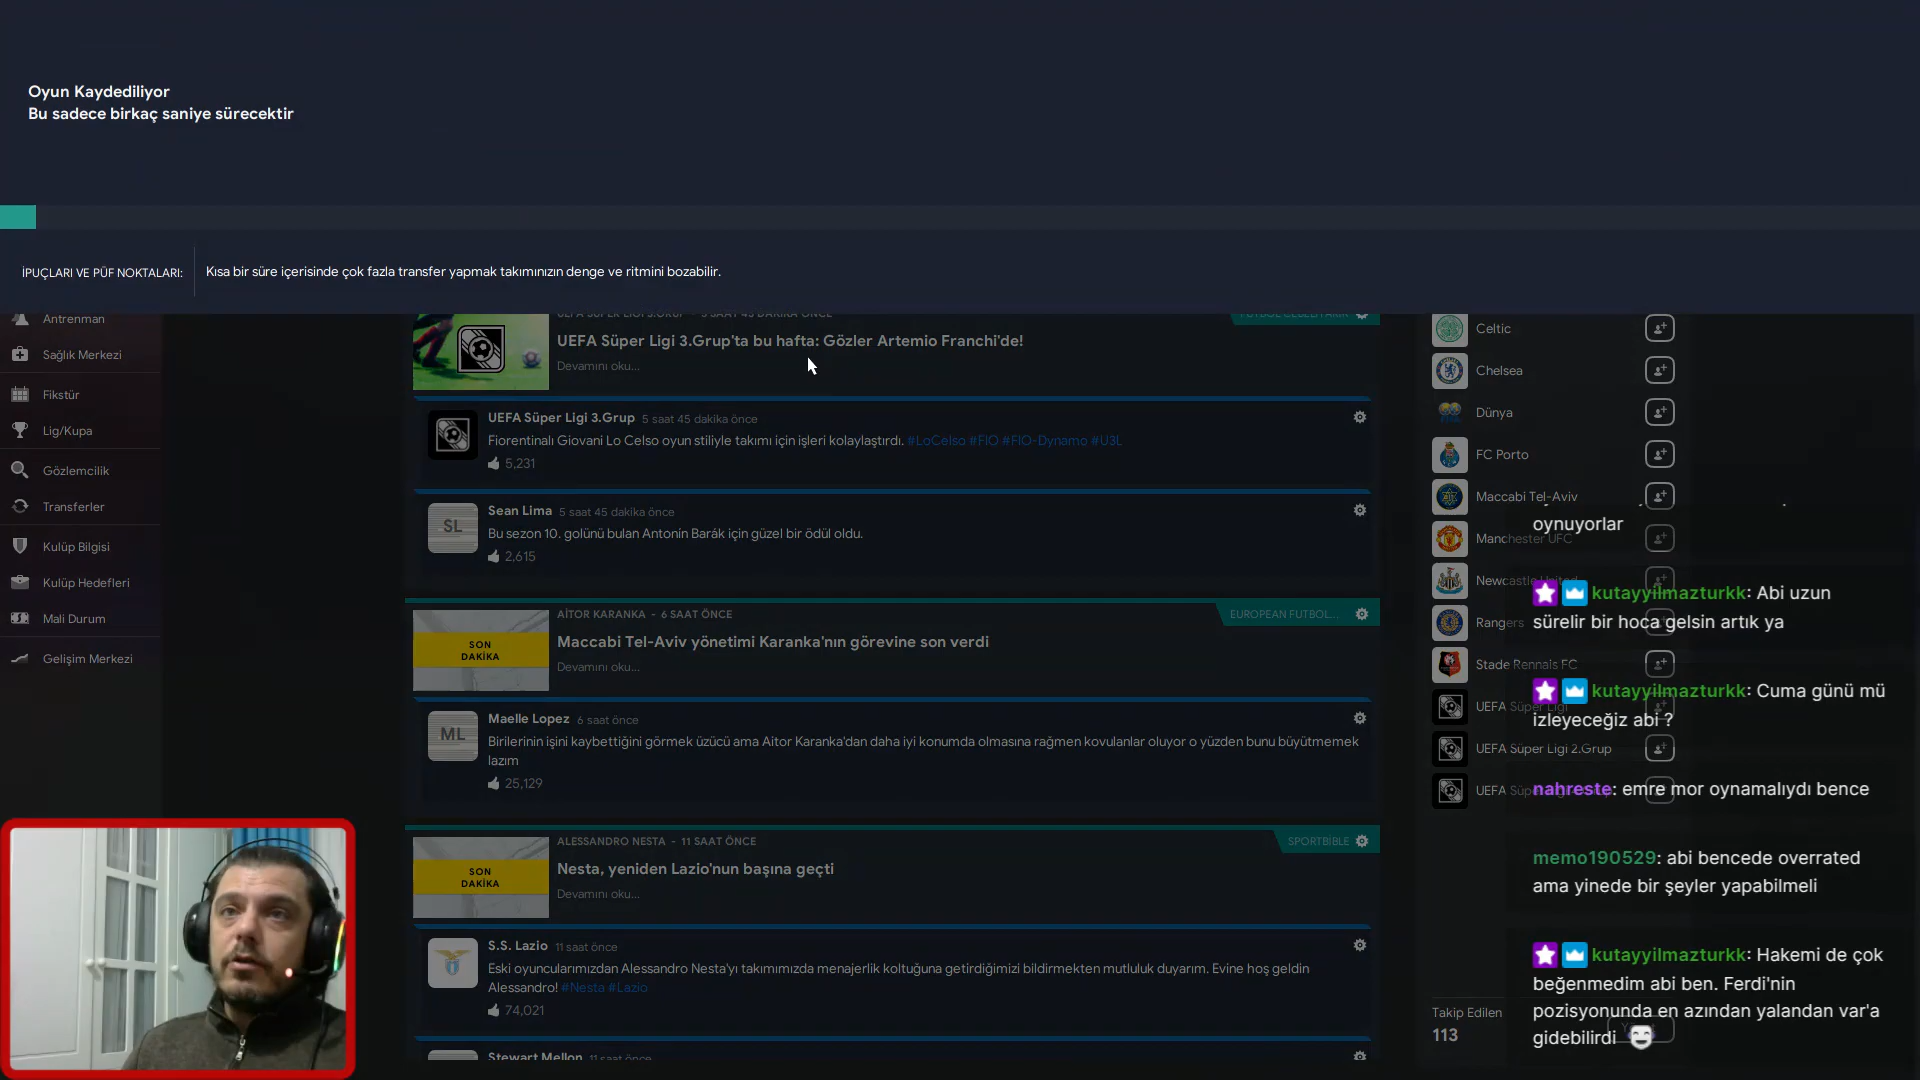 Oyun Kaydediliyor
Bu sadece birkaç saniye sürecektir
İPUÇLARI VE PÜF NOKTALARI:
Kısa bir süre içerisinde çok fazla transfer yapmak takımınızın denge ve ritmini bozabilir.
Antrenman
Sağlık Merkezi
Fikstür
Lig/Kupa
Gözlemcilik
Transferler
Kulüp Bilgisi
Kulüp Hedefleri
Mali Durum
Gelişim Merkezi
UEFA Süper Ligi 3.Grup'ta bu hafta: Gözler Artemio Franchi'de!
Devamını oku...
UEFA Süper Ligi 3.Grup 5 saat 45 dakika önce
Fiorentinalı Giovani Lo Celso oyun stiliyle takımı için işleri kolaylaştırdı. #LoCelso #FIO #FIO-Dynamo #U3L
5,231
SL
Sean Lima 5 saat 45 dakika önce
Bu sezon 10. golünü bulan Antonín Barák için güzel bir ödül oldu.
2,615
AİTOR KARANKA - 6 SAAT ÖNCE
EUROPEAN FUTBOL...
SON
DAKİKA
Maccabi Tel-Aviv yönetimi Karanka'nın görevine son verdi
Devamını oku...
ML
Maelle Lopez 6 saat önce
Birilerinin işini kaybettiğini görmek üzücü ama Aitor Karanka'dan daha iyi konumda olmasına rağmen kovulanlar oluyor o yüzden bunu büyütmemek
lazım
25,129
ALESSANDRO NESTA - 11 SAAT ÖNCE
SPORTBIBLE
SON
DAKİKA
Nesta, yeniden Lazio'nun başına geçti
Devamını oku...
S.S. Lazio 11 saat önce
Eski oyuncularımızdan Alessandro Nesta'yı takımımızda menajerlik koltuğuna getirdiğimizi bildirmekten mutluluk duyarım. Evine hoş geldin
Alessandro! #Nesta #Lazio
74,021
Stewart Mellon 11 saat önce
Celtic
Chelsea
Dünya
FC Porto
Maccabi Tel-Aviv
Manchester UFC
Newcastle United
Rangers
Stade Rennais FC
UEFA Süper Ligi
UEFA Süper Ligi 2.Grup
UEFA
Takip Edilen
113
oynuyorlar
kutayyilmazturkk: Abi uzun
sürelir bir hoca gelsin artık ya
kutayyilmazturkk: Cuma günü mü
izleyeceğiz abi ?
nahreste: emre mor oynamalıydı bence
memo190529: abi bencede overrated
ama yinede bir şeyler yapabilmeli
kutayyilmazturkk: Hakemi de çok
beğenmedim abi ben. Ferdi'nin
pozisyonunda en azından yalandan var'a
gidebilirdi